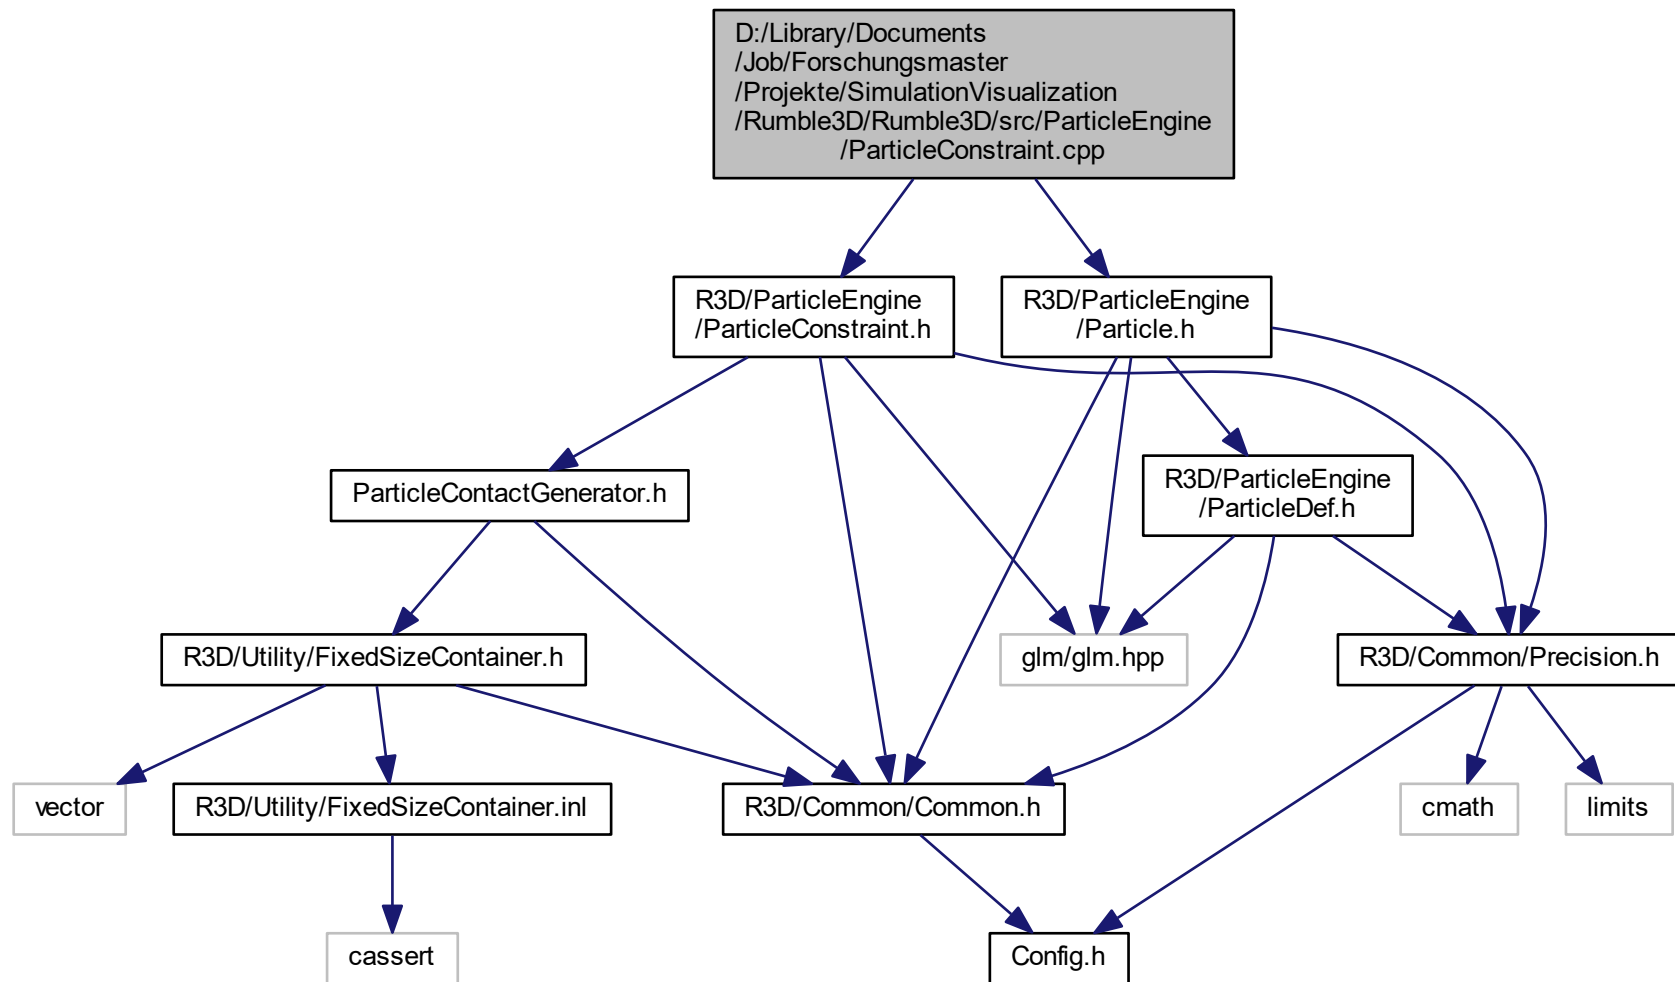 D:/Library/Documents
/Job/Forschungsmaster
/Projekte/SimulationVisualization
/Rumble3D/Rumble3D/src/ParticleEngine
/ParticleConstraint.cpp
R3D/ParticleEngine
/ParticleConstraint.h
R3D/ParticleEngine
/Particle.h
ParticleContactGenerator.h
R3D/ParticleEngine
/ParticleDef.h
R3D/Utility/FixedSizeContainer.h
glm/glm.hpp
R3D/Common/Precision.h
vector
R3D/Utility/FixedSizeContainer.inl
R3D/Common/Common.h
cmath
limits
cassert
Config.h